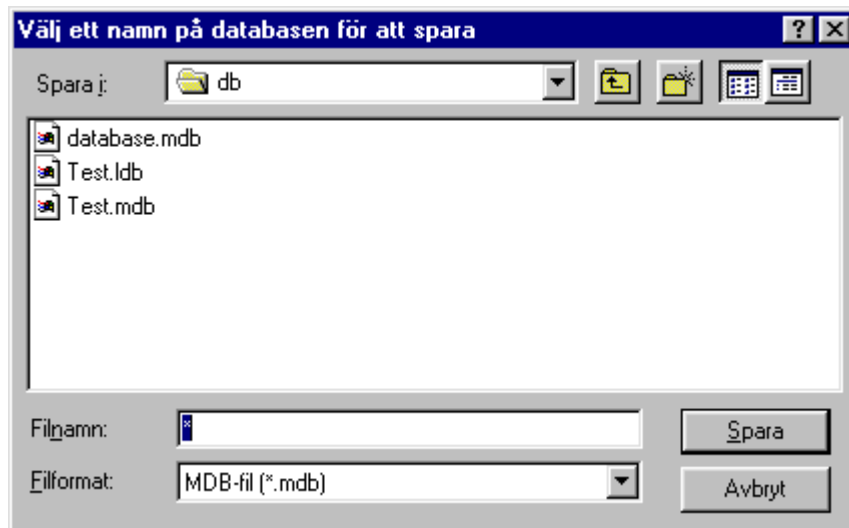 Välj ett namn på databasen för att spara
Spara i: db
database.mdb
Test.ldb
Test.mdb
Filnamn: * Spara
Filformat: MDB-fil (*.mdb) Avbryt